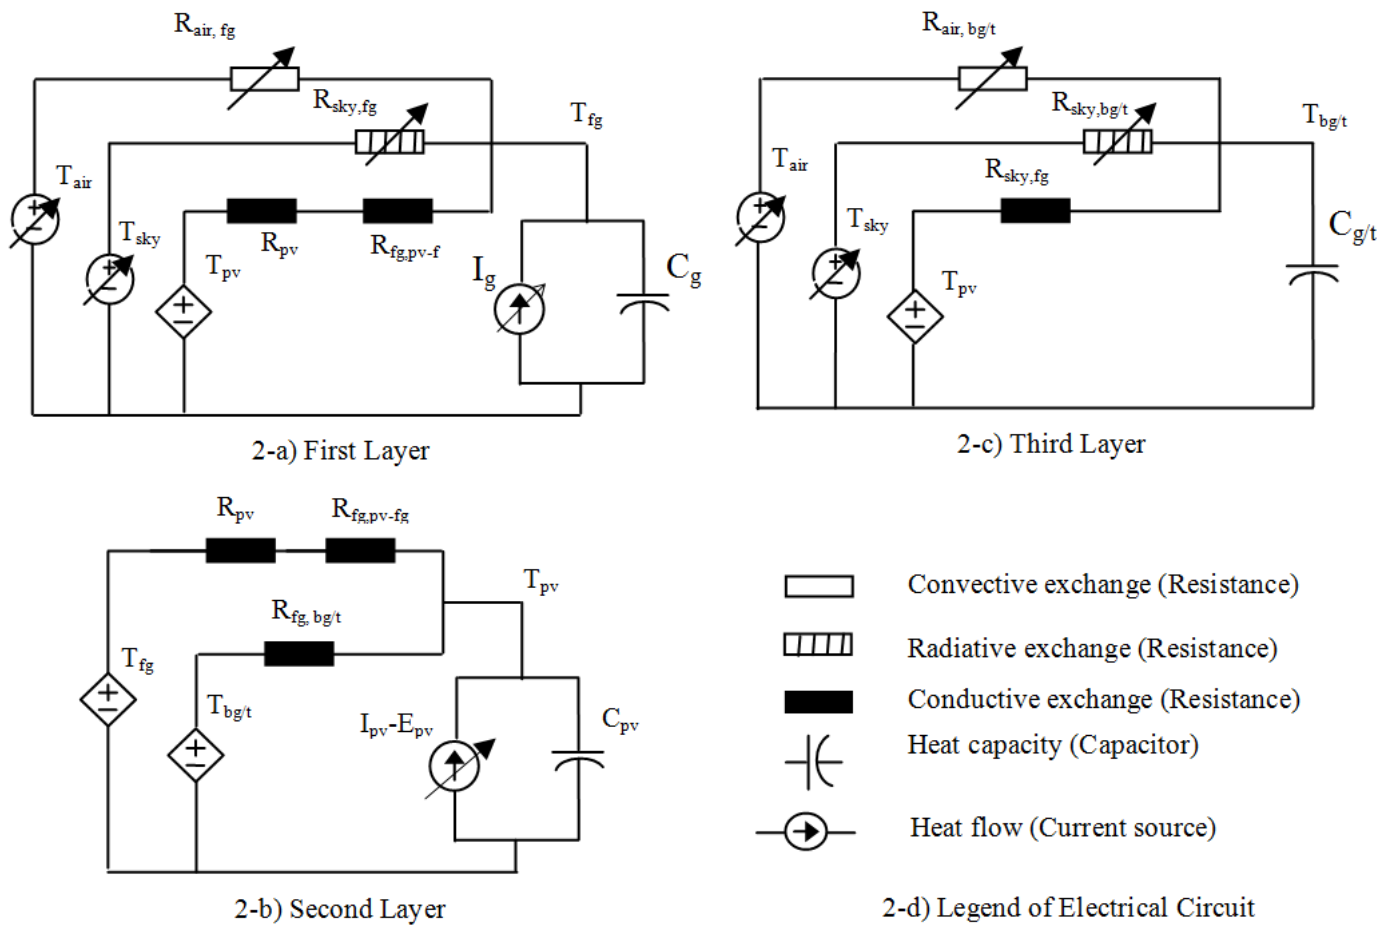 R_air, fg
R_sky,fg
T_fg
T_air
T_sky
R_pv
R_fg,pv-f
T_pv
I_g
C_g
2-a) First Layer
R_air, bg/t
R_sky,bg/t
T_bg/t
T_air
R_sky,fg
T_sky
C_g/t
T_pv
2-c) Third Layer
R_pv
R_fg,pv-fg
T_pv
R_fg, bg/t
T_fg
T_bg/t
I_pv-E_pv
C_pv
2-b) Second Layer
Convective exchange (Resistance)
Radiative exchange (Resistance)
Conductive exchange (Resistance)
Heat capacity (Capacitor)
Heat flow (Current source)
2-d) Legend of Electrical Circuit